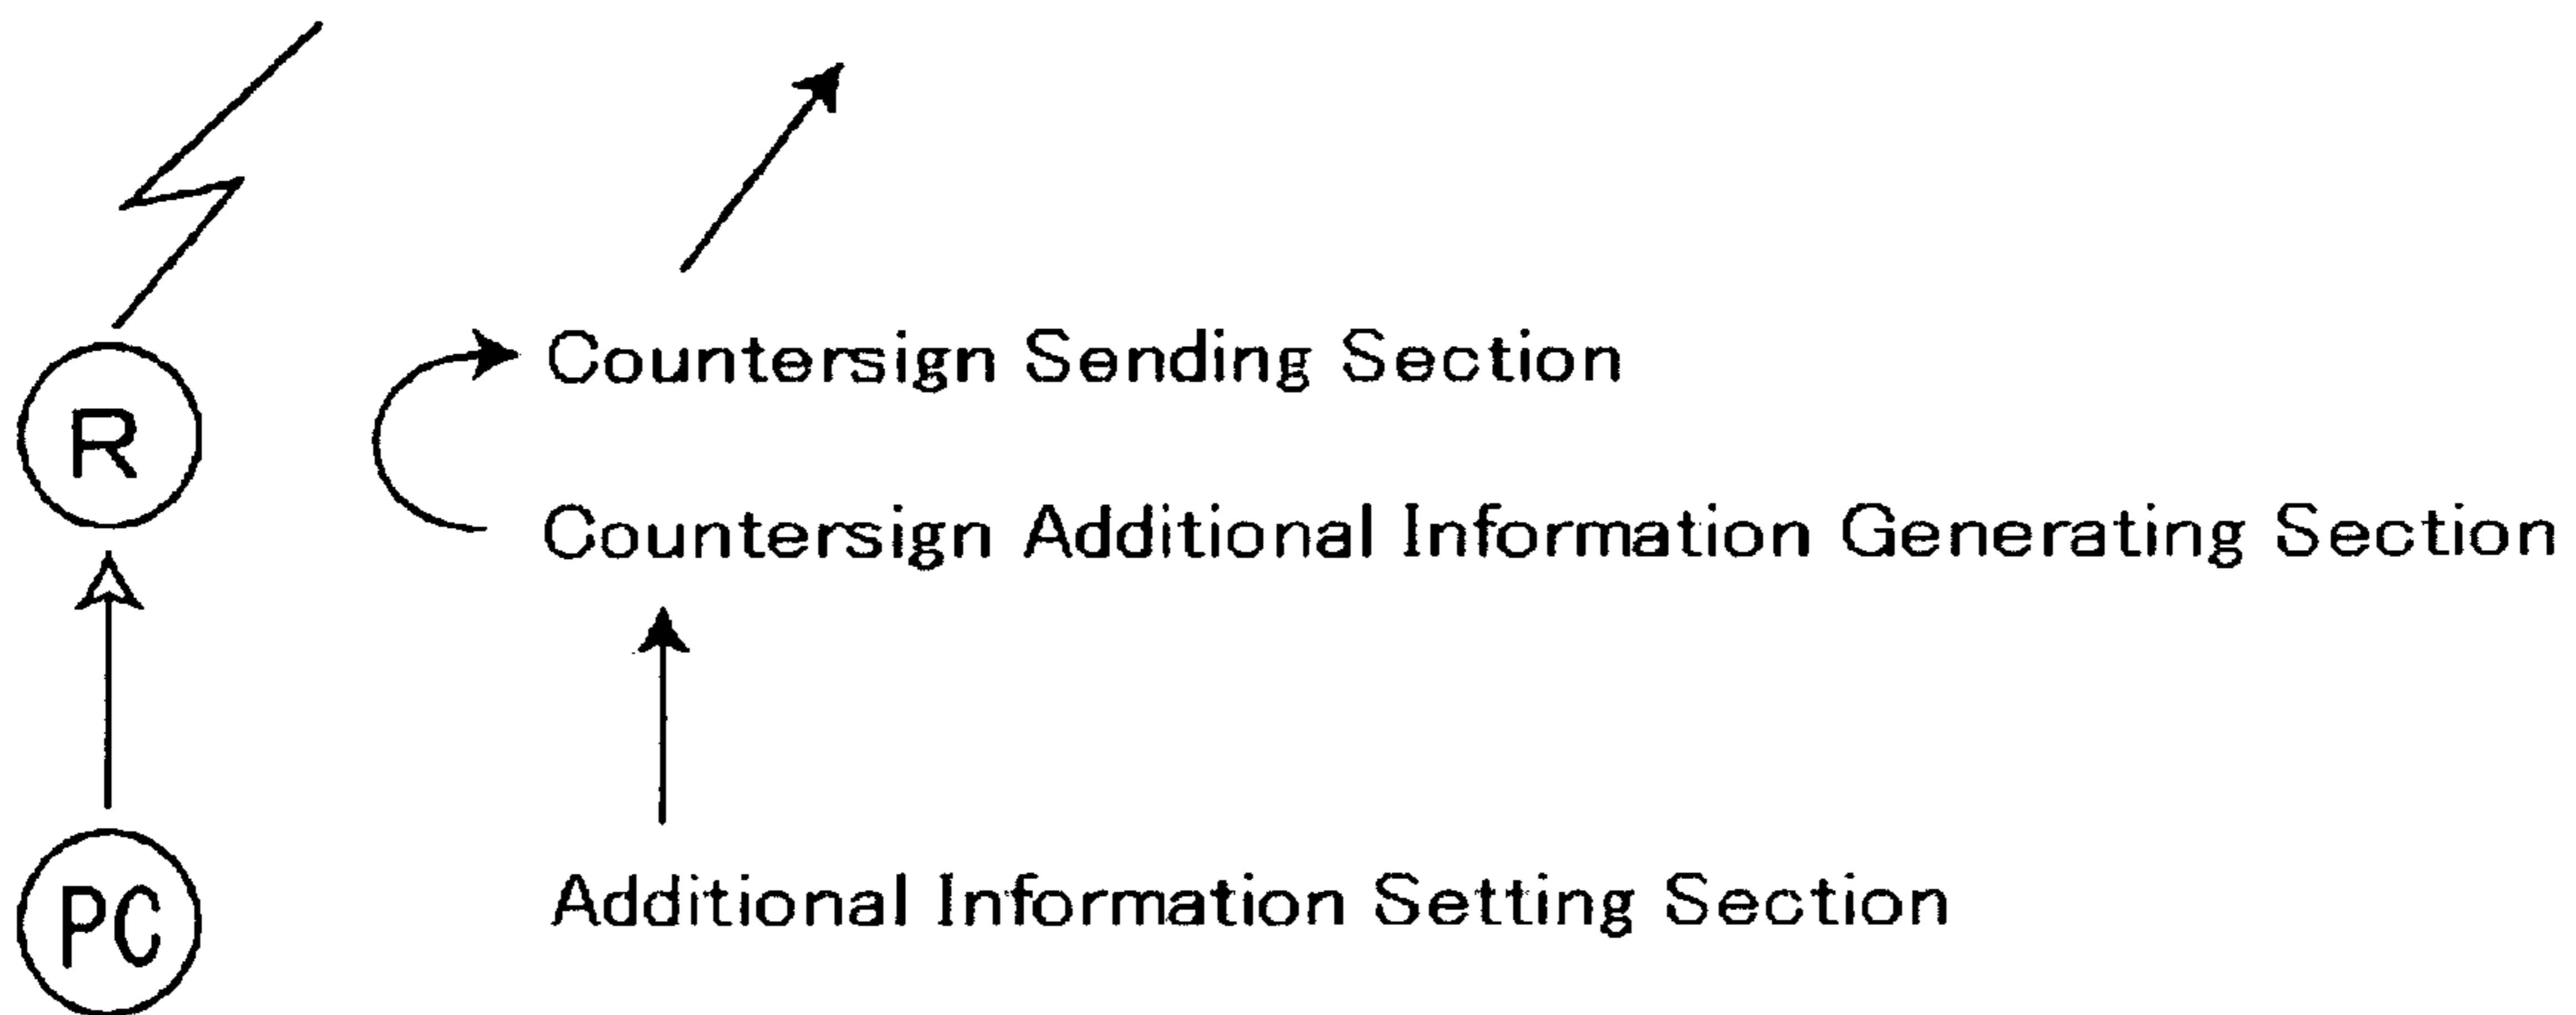 Countersign Sending Section
R
Countersign Additional Information Generating Section
PC
Additional Information Setting Section